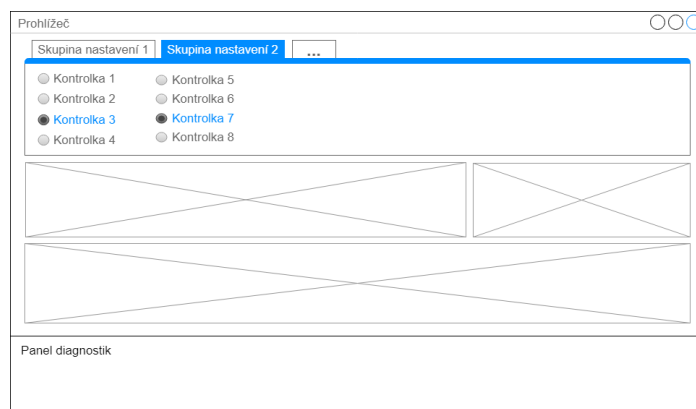 Prohlížeč
Skupina nastavení 1
Skupina nastavení 2
...
Kontrolka 1
Kontrolka 2
Kontrolka 3
Kontrolka 4
Kontrolka 5
Kontrolka 6
Kontrolka 7
Kontrolka 8
Panel diagnostik